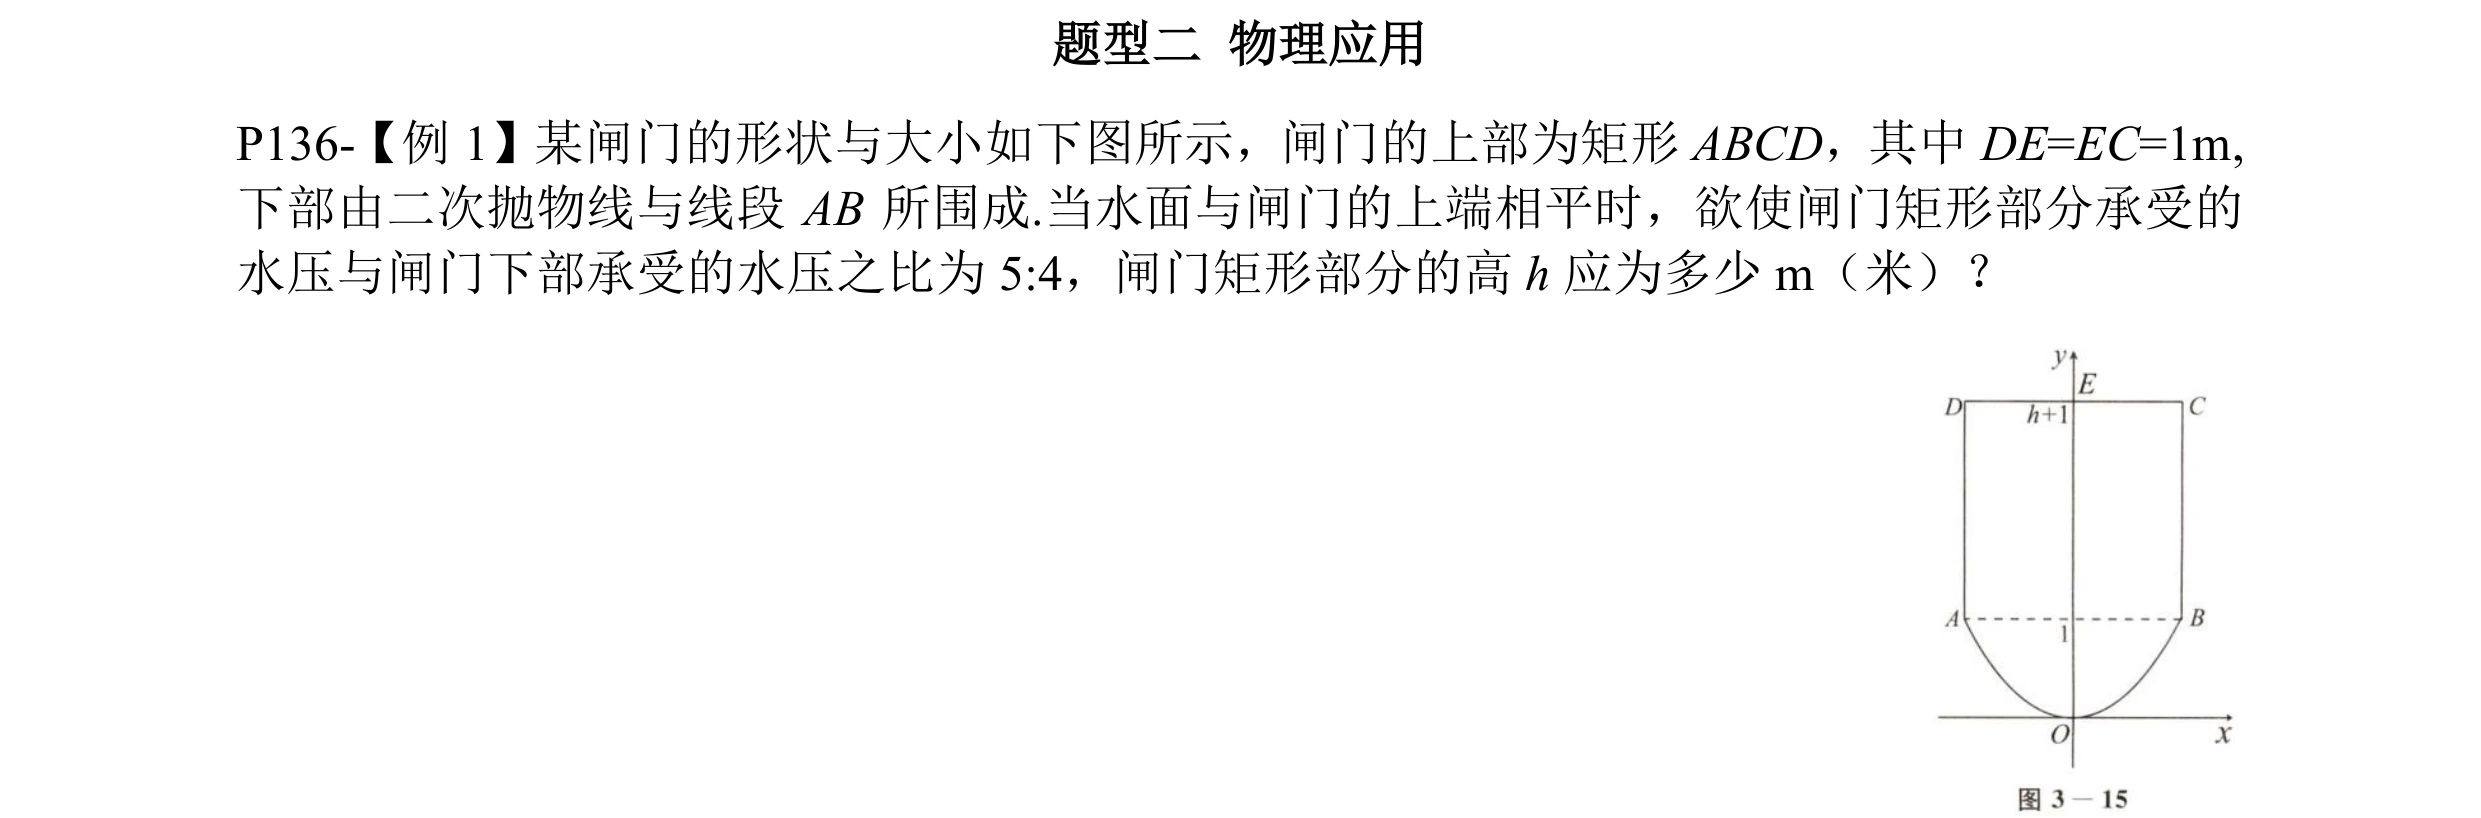 题型二 物理应用
P136-【例 1】某闸门的形状与大小如下图所示，闸门的上部为矩形 ABCD，其中 DE=EC=1m,
下部由二次抛物线与线段 AB 所围成.当水面与闸门的上端相平时，欲使闸门矩形部分承受的
水压与闸门下部承受的水压之比为 5:4，闸门矩形部分的高 h 应为多少 m（米）?
y
E
D
h+1
C
A
B
1
O
x
图 3－15